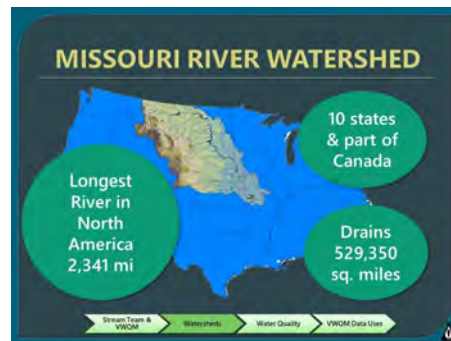 MISSOURI RIVER WATERSHED
10 states
& part of
Canada
Longest
River in
North
America
2,341 mi
Drains
529,350
sq. miles
Stream Team &
VWQM
Watersheds
Water Quality
VWQM Data Uses